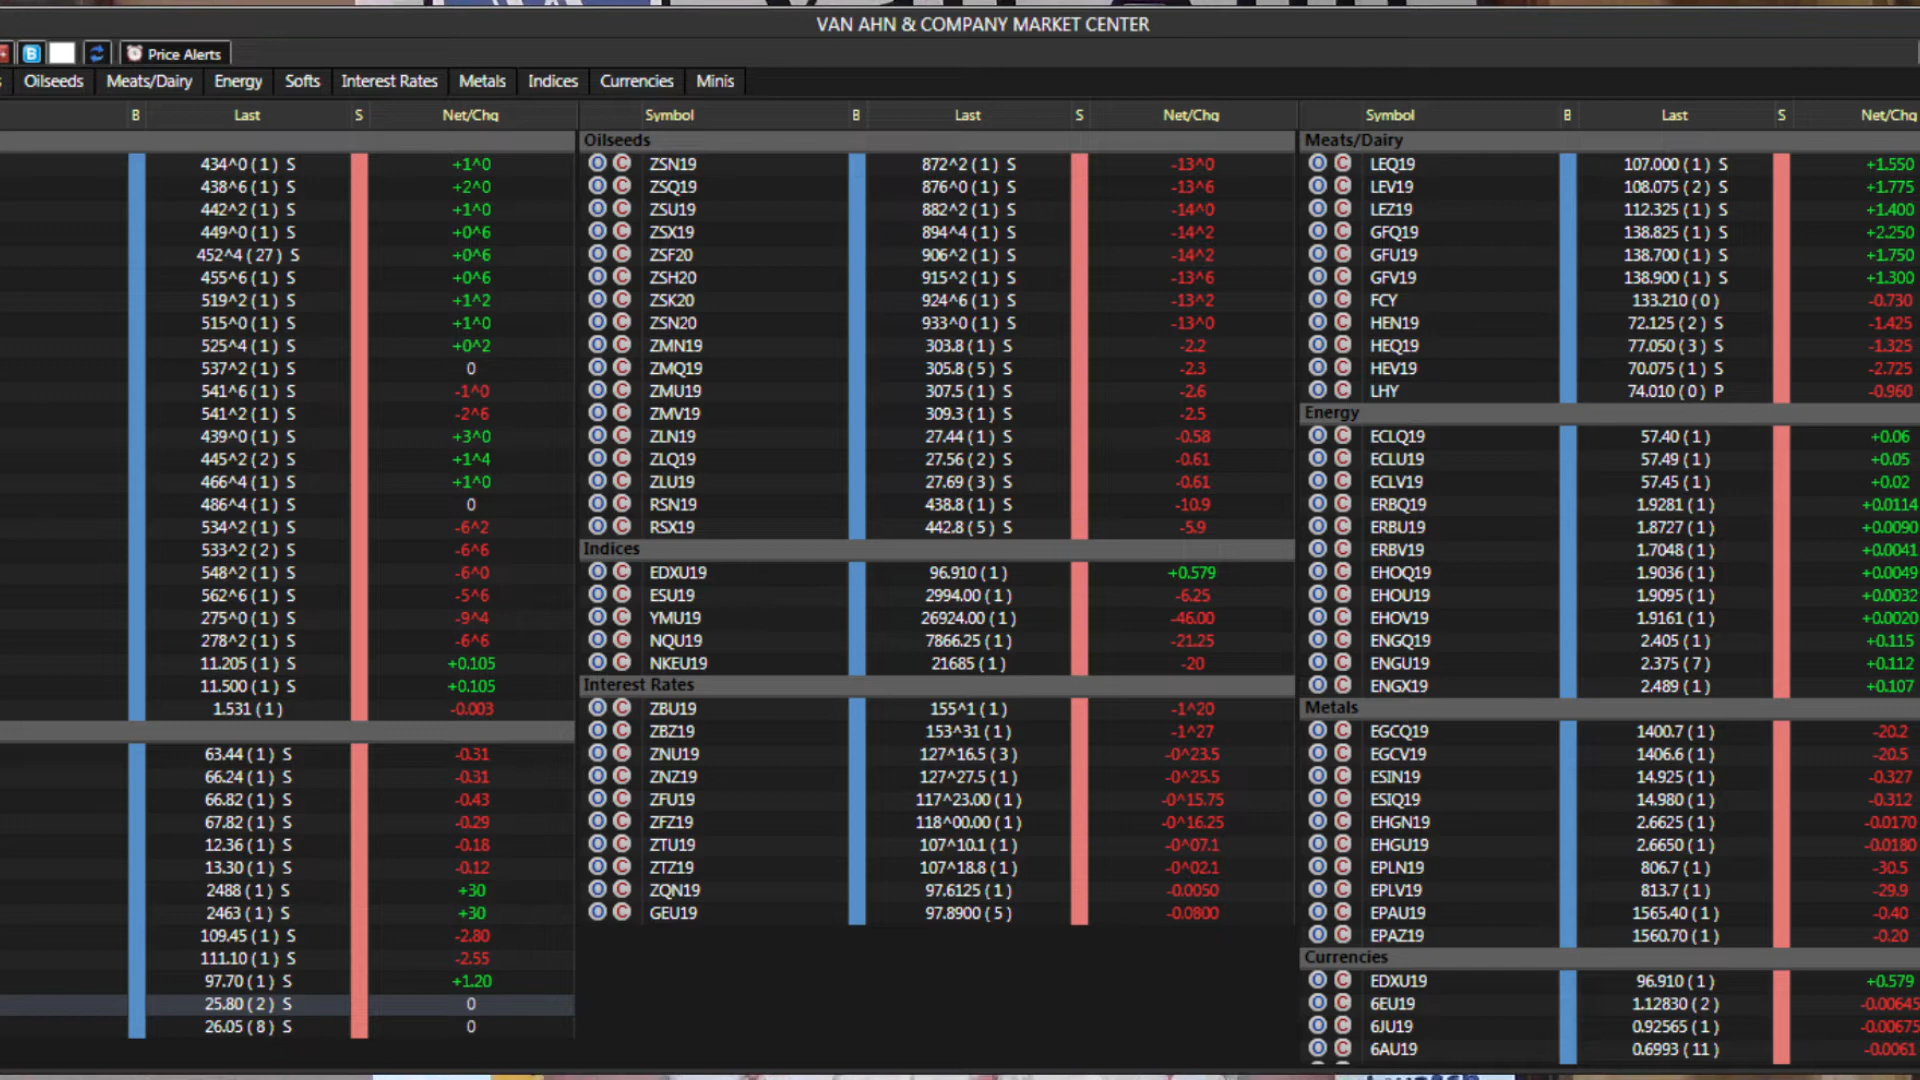 VAN AHN & COMPANY MARKET CENTER
B Price Alerts
Oilseeds Meats/Dairy Energy Softs Interest Rates Metals Indices Currencies Minis
B Last S Net/Chg
434^0 (1) S +1^0
438^6 (1) S +2^0
442^2 (1) S +1^0
449^0 (1) S +0^6
452^4 (27) S +0^6
455^6 (1) S +0^6
519^2 (1) S +1^2
515^0 (1) S +1^0
525^4 (1) S +0^2
537^2 (1) S 0
541^6 (1) S -1^0
541^2 (1) S -2^6
439^0 (1) S +3^0
445^2 (2) S +1^4
466^4 (1) S +1^0
486^4 (1) S 0
534^2 (1) S -6^2
533^2 (2) S -6^6
548^2 (1) S -6^0
562^6 (1) S -5^6
275^0 (1) S -9^4
278^2 (1) S -6^6
11.205 (1) S +0.105
11.500 (1) S +0.105
1.531 (1) -0.003
63.44 (1) S -0.31
66.24 (1) S -0.31
66.82 (1) S -0.43
67.82 (1) S -0.29
12.36 (1) S -0.18
13.30 (1) S -0.12
2488 (1) S +30
2463 (1) S +30
109.45 (1) S -2.80
111.10 (1) S -2.55
97.70 (1) S +1.20
25.80 (2) S 0
26.05 (8) S 0
Symbol B Last S Net/Chg
Oilseeds
O C ZSN19 872^2 (1) S -13^0
O C ZSQ19 876^0 (1) S -13^6
O C ZSU19 882^2 (1) S -14^0
O C ZSX19 894^4 (1) S -14^2
O C ZSF20 906^2 (1) S -14^2
O C ZSH20 915^2 (1) S -13^6
O C ZSK20 924^6 (1) S -13^2
O C ZSN20 933^0 (1) S -13^0
O C ZMN19 303.8 (1) S -2.2
O C ZMQ19 305.8 (5) S -2.3
O C ZMU19 307.5 (1) S -2.6
O C ZMV19 309.3 (1) S -2.5
O C ZLN19 27.44 (1) S -0.58
O C ZLQ19 27.56 (2) S -0.61
O C ZLU19 27.69 (3) S -0.61
O C RSN19 438.8 (1) S -10.9
O C RSX19 442.8 (5) S -5.9
Indices
O C EDXU19 96.910 (1) +0.579
O C ESU19 2994.00 (1) -6.25
O C YMU19 26924.00 (1) -46.00
O C NQU19 7866.25 (1) -21.25
O C NKEU19 21685 (1) -20
Interest Rates
O C ZBU19 155^1 (1) -1^20
O C ZBZ19 153^31 (1) -1^27
O C ZNU19 127^16.5 (3) -0^23.5
O C ZNZ19 127^27.5 (1) -0^25.5
O C ZFU19 117^23.00 (1) -0^15.75
O C ZFZ19 118^00.00 (1) -0^16.25
O C ZTU19 107^10.1 (1) -0^07.1
O C ZTZ19 107^18.8 (1) -0^02.1
O C ZQN19 97.6125 (1) -0.0050
O C GEU19 97.8900 (5) -0.0800
Symbol B Last S Net/Chg
Meats/Dairy
O C LEQ19 107.000 (1) S +1.550
O C LEV19 108.075 (2) S +1.775
O C LEZ19 112.325 (1) S +1.400
O C GFQ19 138.825 (1) S +2.250
O C GFU19 138.700 (1) S +1.750
O C GFV19 138.900 (1) S +1.300
O C FCY 133.210 (0) -0.730
O C HEN19 72.125 (2) S -1.425
O C HEQ19 77.050 (3) S -1.325
O C HEV19 70.075 (1) S -2.725
O C LHY 74.010 (0) P -0.960
Energy
O C ECLQ19 57.40 (1) +0.06
O C ECLU19 57.49 (1) +0.05
O C ECLV19 57.45 (1) +0.02
O C ERBQ19 1.9281 (1) +0.0114
O C ERBU19 1.8727 (1) +0.0090
O C ERBV19 1.7048 (1) +0.0041
O C EHOQ19 1.9036 (1) +0.0049
O C EHOU19 1.9095 (1) +0.0032
O C EHOV19 1.9161 (1) +0.0020
O C ENGQ19 2.405 (1) +0.115
O C ENGU19 2.375 (7) +0.112
O C ENGX19 2.489 (1) +0.107
Metals
O C EGCQ19 1400.7 (1) -20.2
O C EGCV19 1406.6 (1) -20.5
O C ESIN19 14.925 (1) -0.327
O C ESIQ19 14.980 (1) -0.312
O C EHGN19 2.6625 (1) -0.0170
O C EHGU19 2.6650 (1) -0.0180
O C EPLN19 806.7 (1) -30.5
O C EPLV19 813.7 (1) -29.9
O C EPAU19 1565.40 (1) -0.40
O C EPAZ19 1560.70 (1) -0.20
Currencies
O C EDXU19 96.910 (1) +0.579
O C 6EU19 1.12830 (2) -0.00645
O C 6JU19 0.92565 (1) -0.00675
O C 6AU19 0.6993 (11) -0.0061